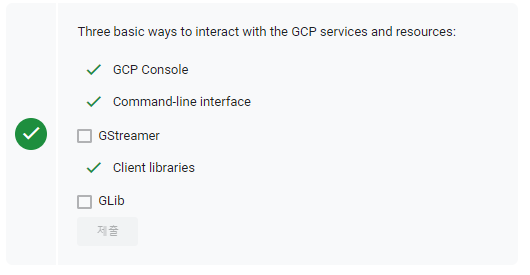 Three basic ways to interact with the GCP services and resources:
GCP Console
Command-line interface
GStreamer
Client libraries
GLib
제출